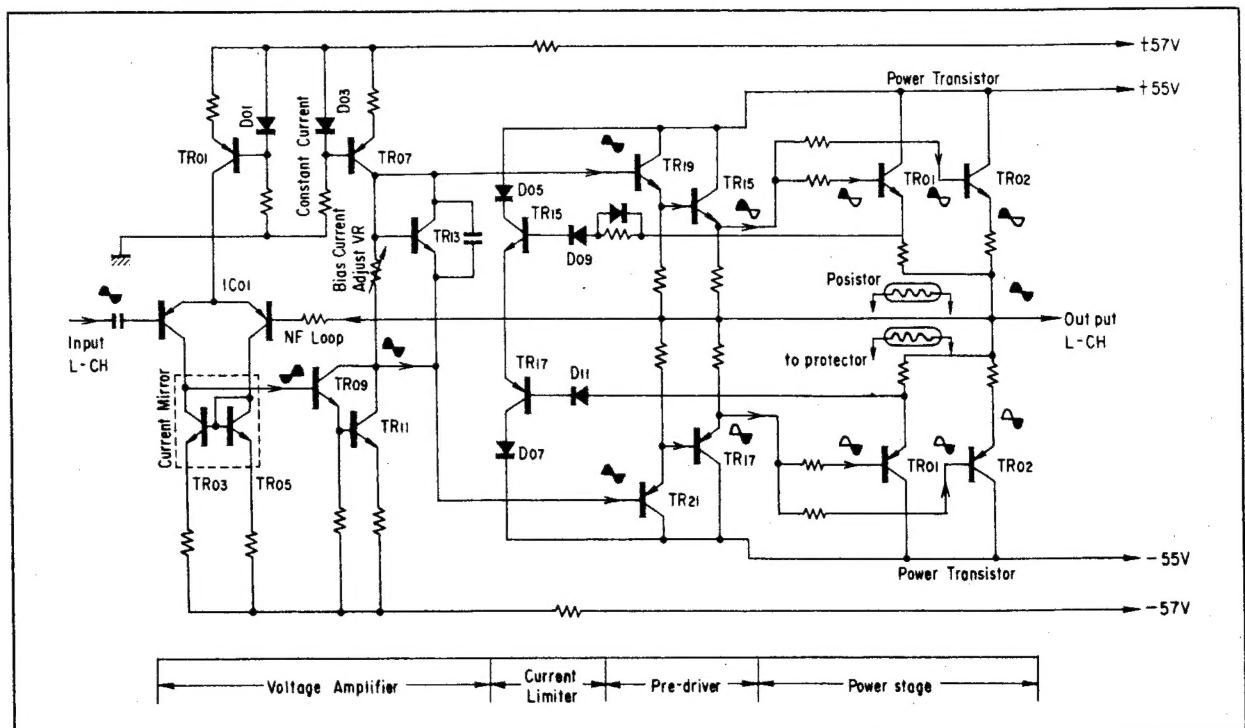 +57V
Power Transistor
+55V
D01
Constant Current
D03
TR01
TR07
TR19
TR15
TR01
TR02
D05
TR15
TR13
D09
Bias Current
Adjust VR
IC01
Posistor
Input
L-CH
NF Loop
Output
L-CH
to protector
TR17
D11
TR09
Current Mirror
TR11
D07
TR17
TR01
TR02
TR03
TR05
TR21
-55V
Power Transistor
-57V
Voltage Amplifier
Current
Limiter
Pre-driver
Power stage